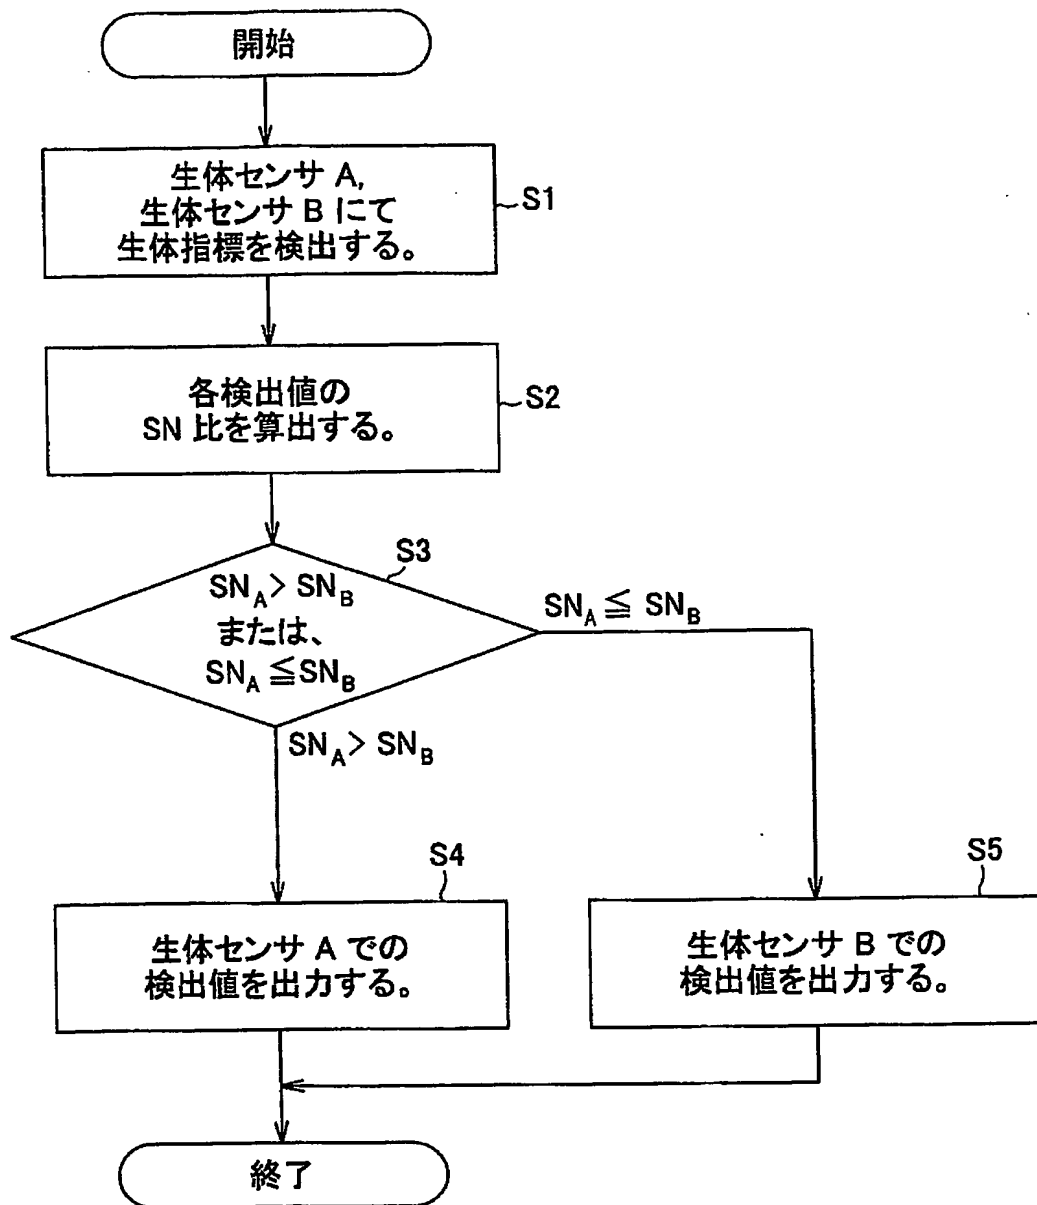 開始
生体センサ A,
生体センサ B にて
生体指標を検出する。
S1
各検出値の
SN 比を算出する。
S2
S3
SN_A > SN_B
または、
SN_A ≦ SN_B
SN_A ≦ SN_B
SN_A > SN_B
S4
生体センサ A での
検出値を出力する。
S5
生体センサ B での
検出値を出力する。
終了